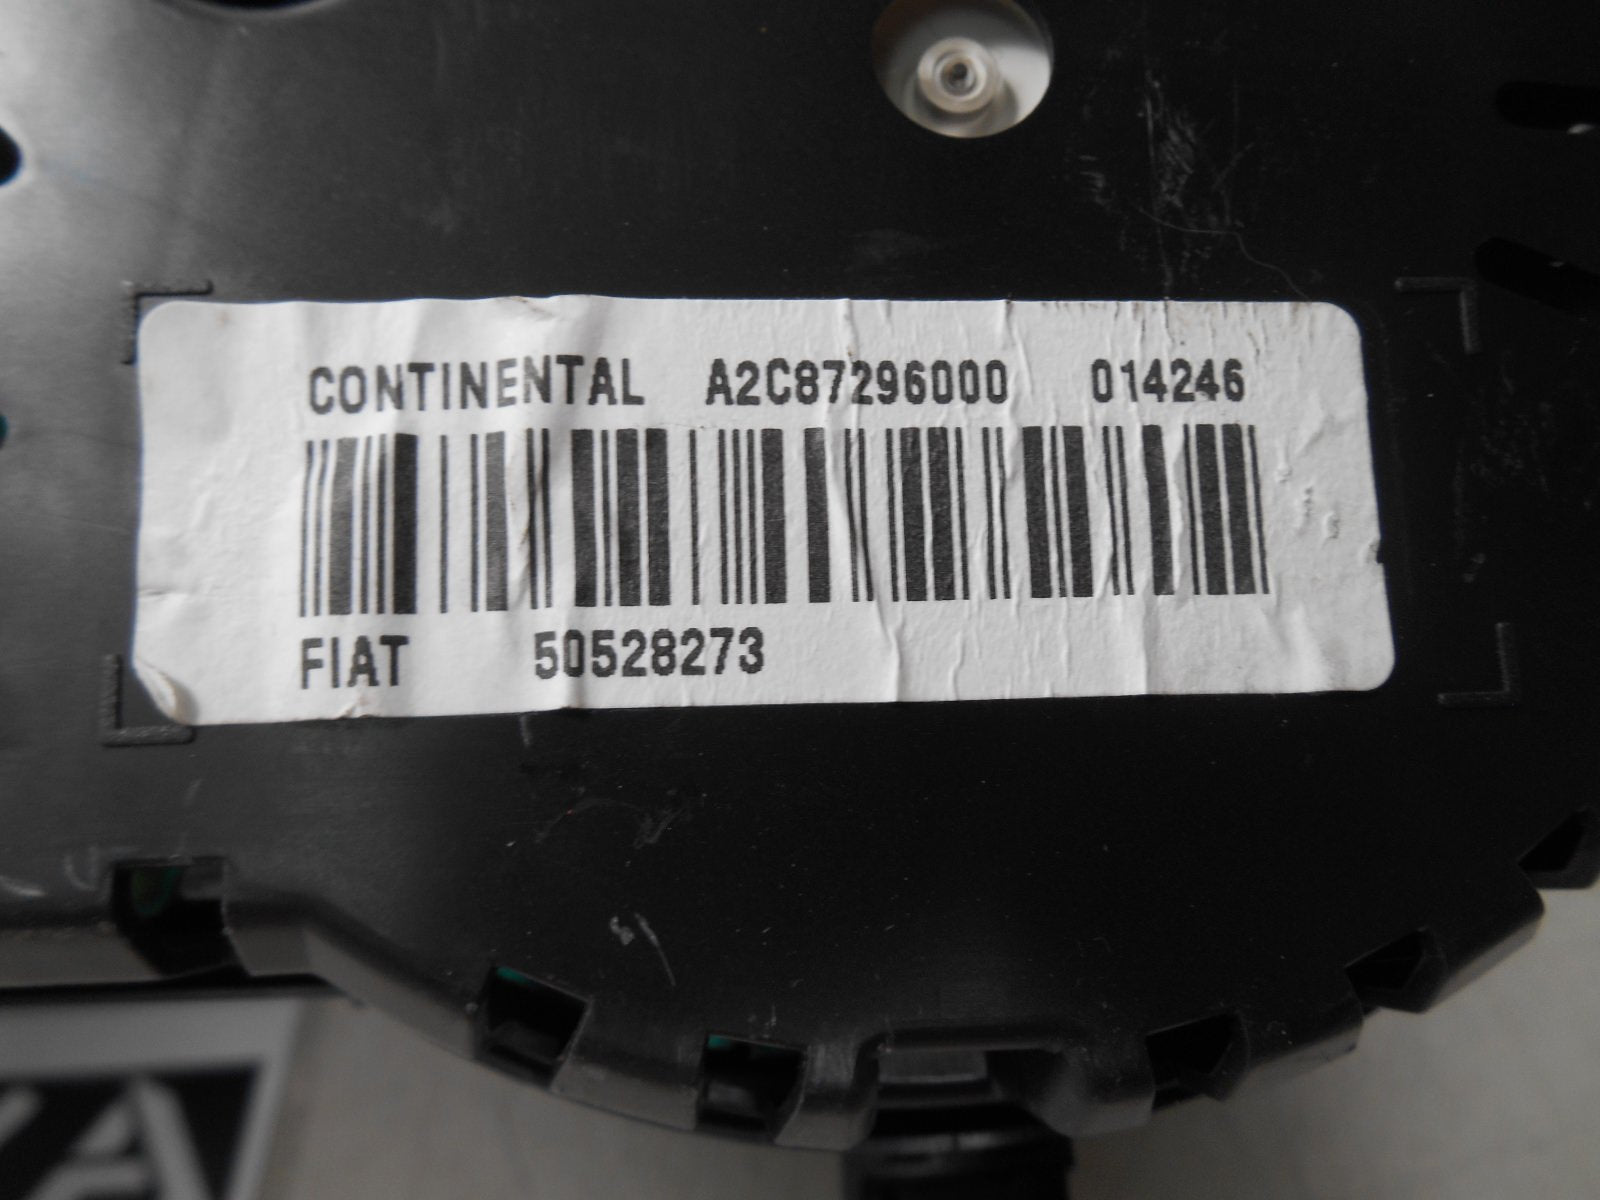 CONTINENTAL A2C87296000 014246
FIAT 50528273